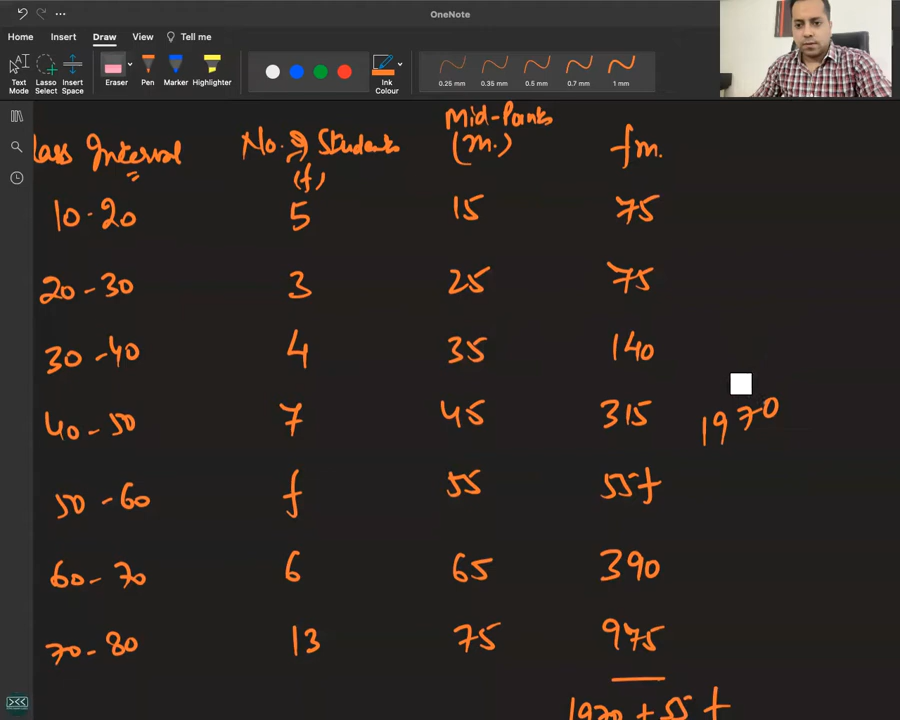 OneNote
Home Insert Draw View Tell me
Text Mode Lasso Select Insert Space Eraser Pen Marker Highlighter Ink Colour 0.25 mm 0.35 mm 0.5 mm 0.7 mm 1 mm
lass Interval No. of Students (f) Mid-Points (m.) fm.
10-20 5 15 75
20-30 3 25 75
30-40 4 35 140
40-50 7 45 315 1970
50-60 f 55 55f
60-70 6 65 390
70-80 13 75 975
1970 + 55 f